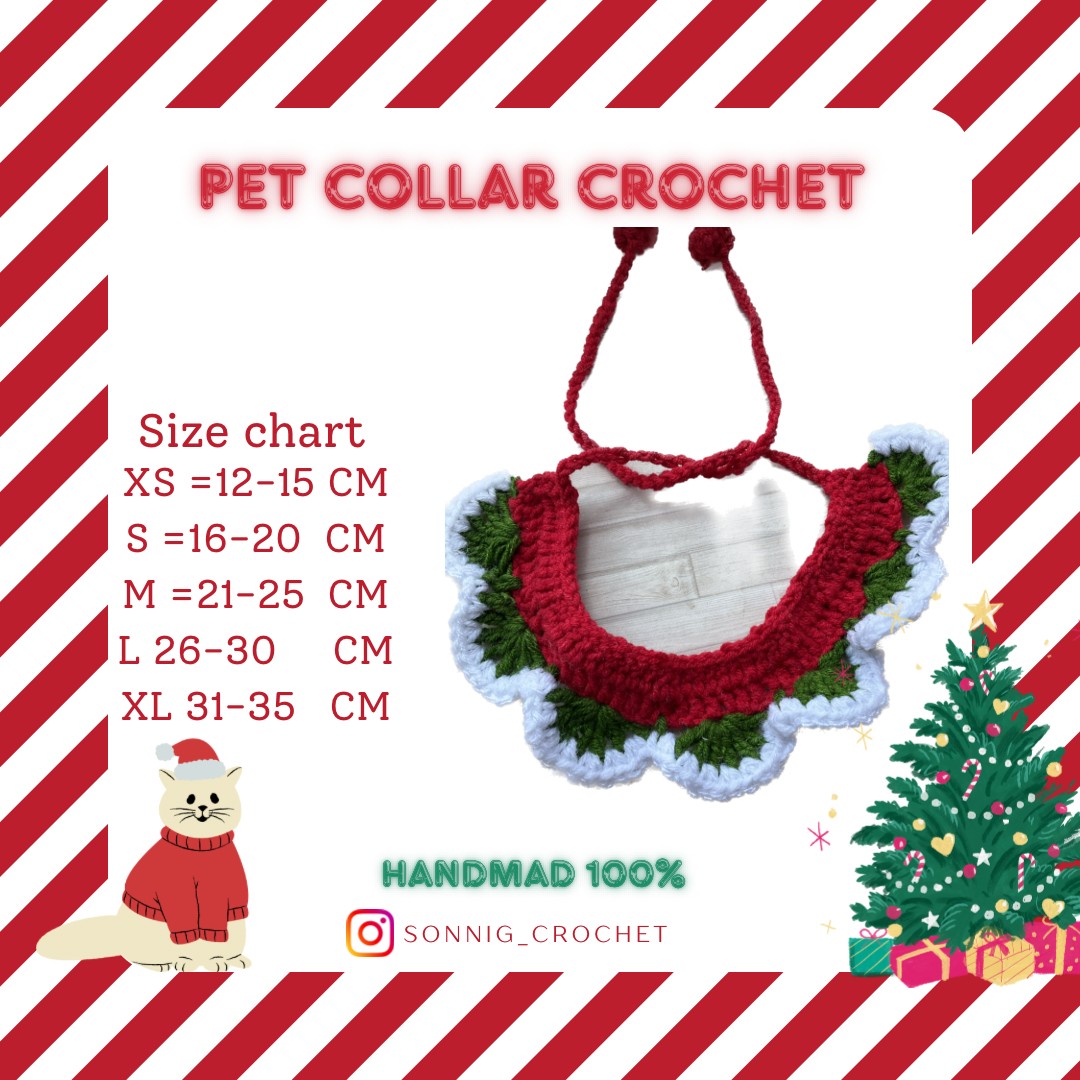 PET COLLAR CROCHET
Size chart
XS =12-15 CM
S =16-20 CM
M =21-25 CM
L 26-30 CM
XL 31-35 CM
HANDMAD 100%
SONNIG_CROCHET